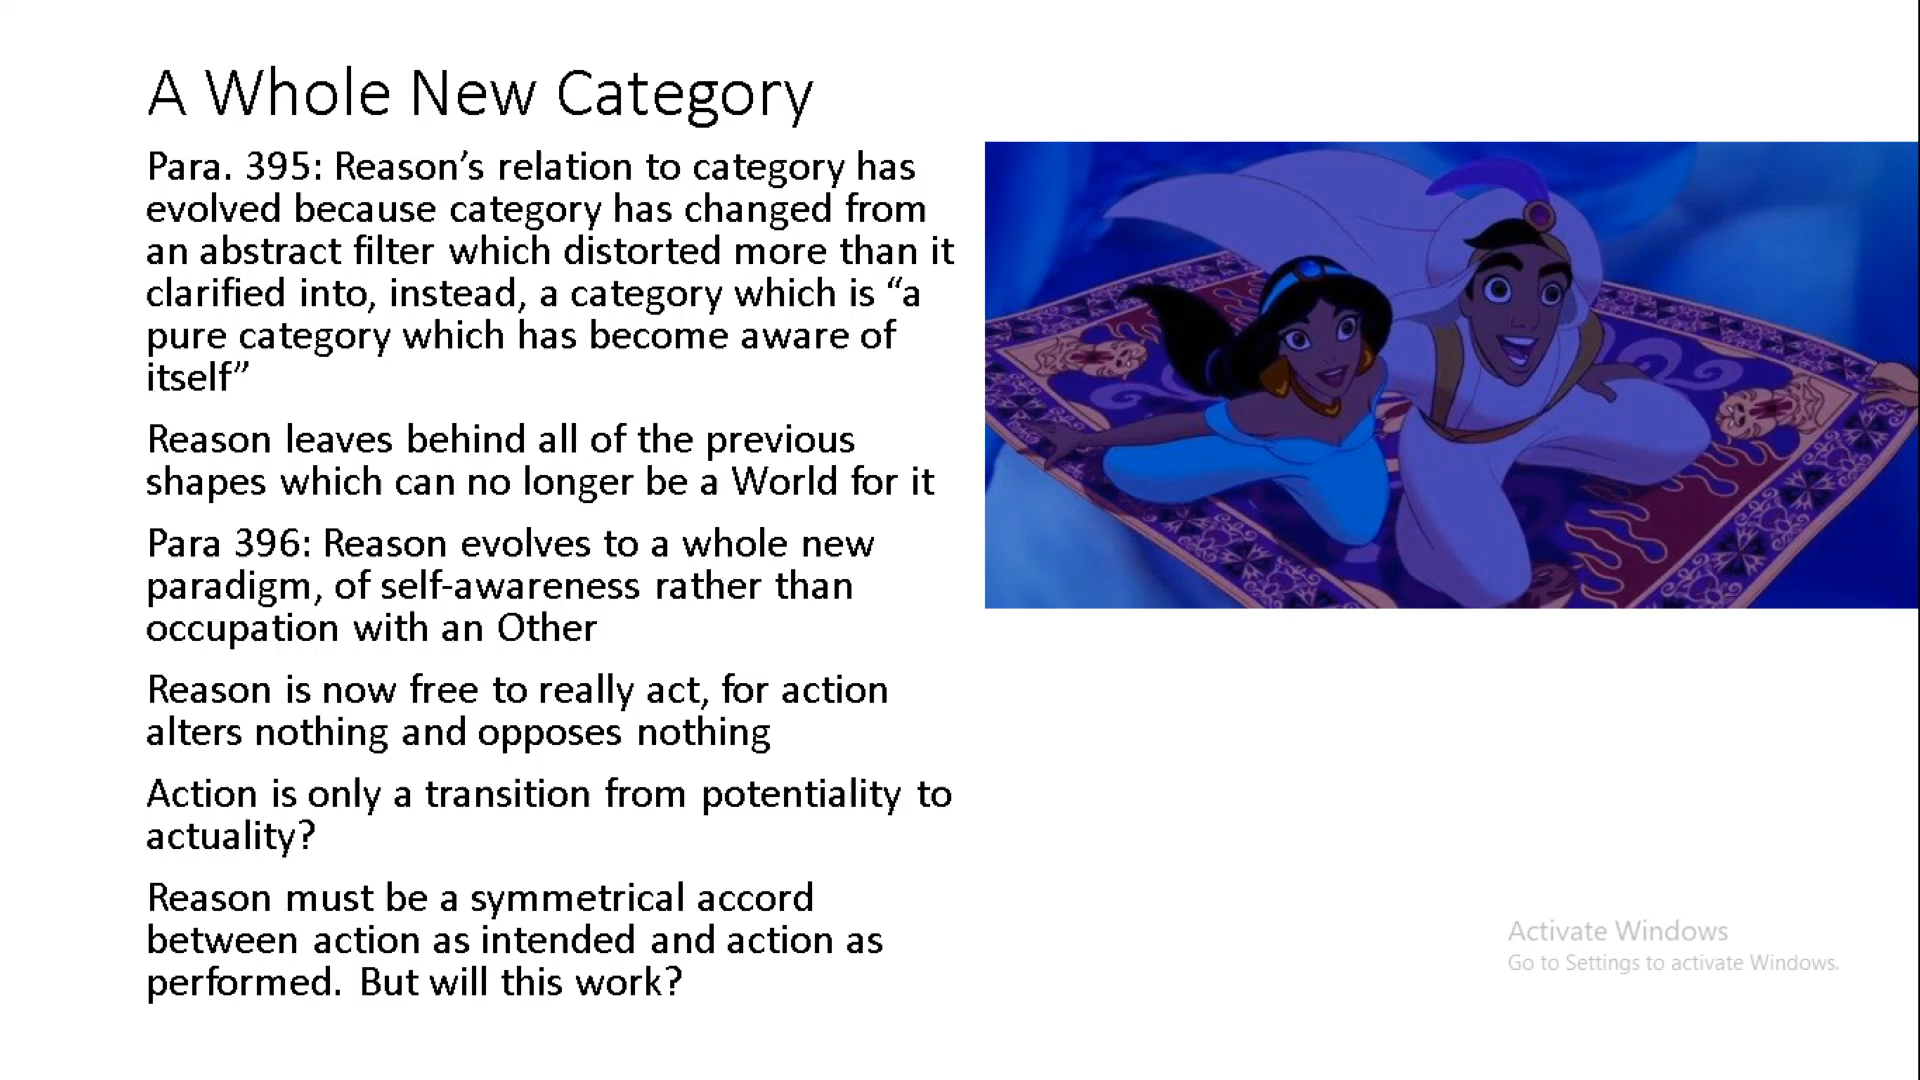 A Whole New Category
Para. 395: Reason’s relation to category has
evolved because category has changed from
an abstract filter which distorted more than it
clarified into, instead, a category which is “a
pure category which has become aware of
itself”
Reason leaves behind all of the previous
shapes which can no longer be a World for it
Para 396: Reason evolves to a whole new
paradigm, of self-awareness rather than
occupation with an Other
Reason is now free to really act, for action
alters nothing and opposes nothing
Action is only a transition from potentiality to
actuality?
Reason must be a symmetrical accord
between action as intended and action as
performed. But will this work?
Activate Windows
Go to Settings to activate Windows.